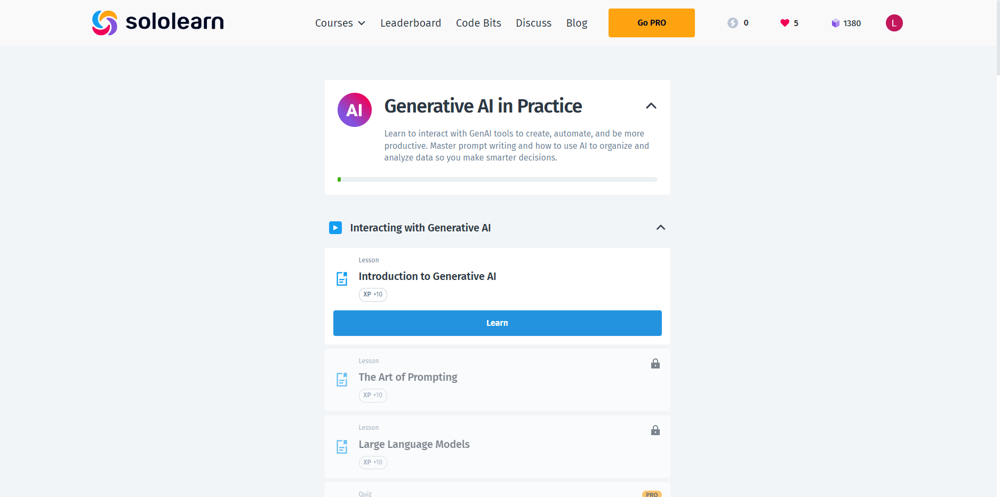 sololearn
Courses
Leaderboard
Code Bits
Discuss
Blog
Go PRO
0
5
1380
L
AI
Generative AI in Practice
Learn to interact with GenAI tools to create, automate, and be more
productive. Master prompt writing and how to use AI to organize and
analyze data so you make smarter decisions.
Interacting with Generative AI
Lesson
Introduction to Generative AI
XP +10
Learn
Lesson
The Art of Prompting
XP +10
Lesson
Large Language Models
XP +10
Quiz
PRO